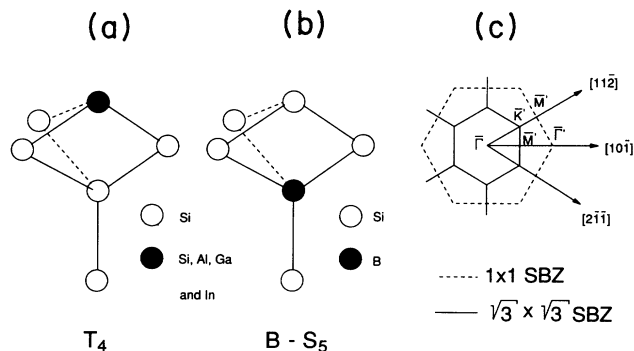 (a)
(b)
(c)
Si
Si, Al, Ga
and In
T₄
Si
B
B - S₅
[112̄]
M̄'
K̄'
Γ̄
M̄'
Γ̄'
[101̄]
[21̄1̄]
1x1 SBZ
√3 x √3 SBZ